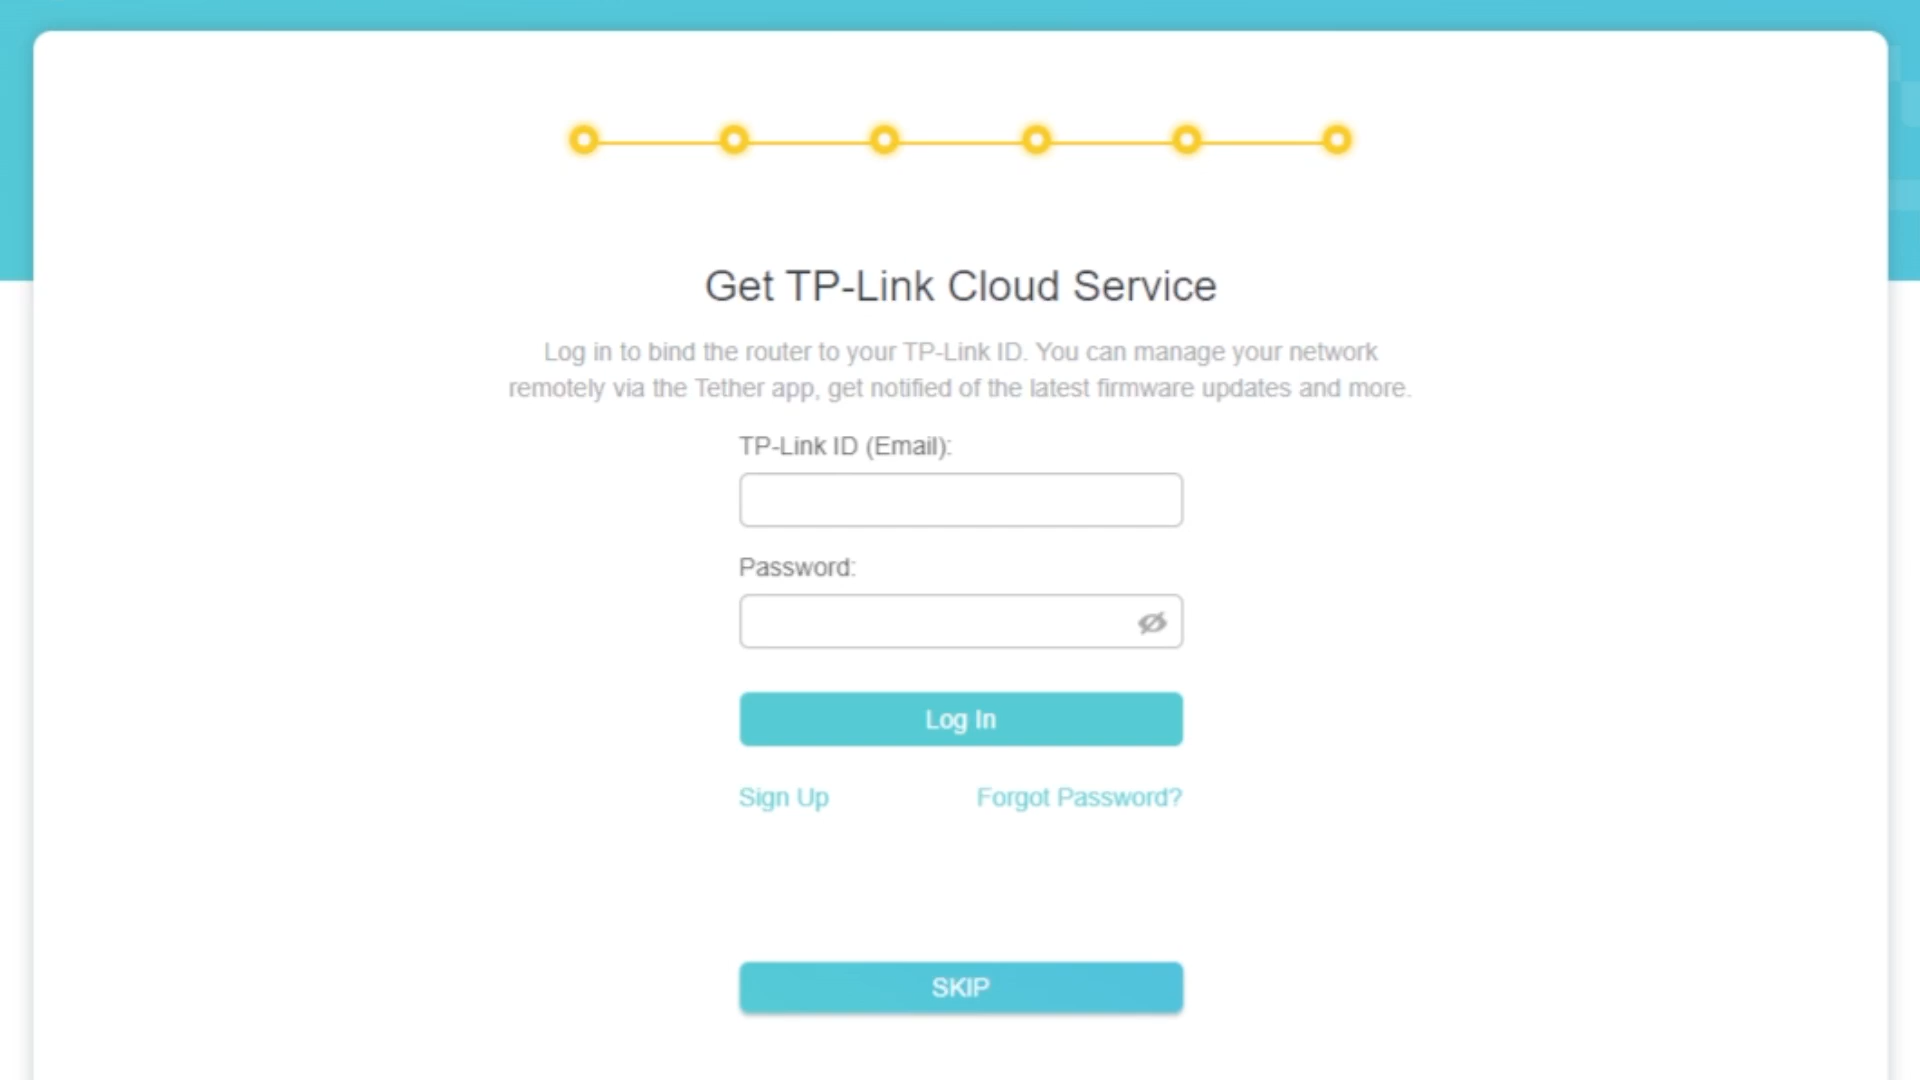 Get TP-Link Cloud Service
Log in to bind the router to your TP-Link ID. You can manage your network
remotely via the Tether app, get notified of the latest firmware updates and more.
TP-Link ID (Email):
Password:
Log In
Sign Up
Forgot Password?
SKIP